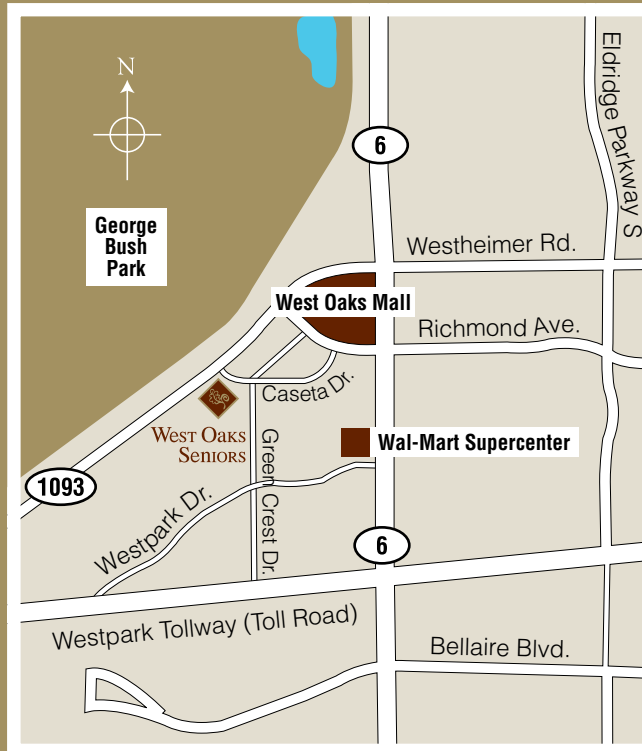 N
6
Eldridge Parkway S
George
Bush
Park
Westheimer Rd.
West Oaks Mall
Richmond Ave.
Caseta Dr.
West Oaks
Seniors
Green Crest Dr.
Wal-Mart Supercenter
1093
Westpark Dr.
6
Westpark Tollway (Toll Road)
Bellaire Blvd.